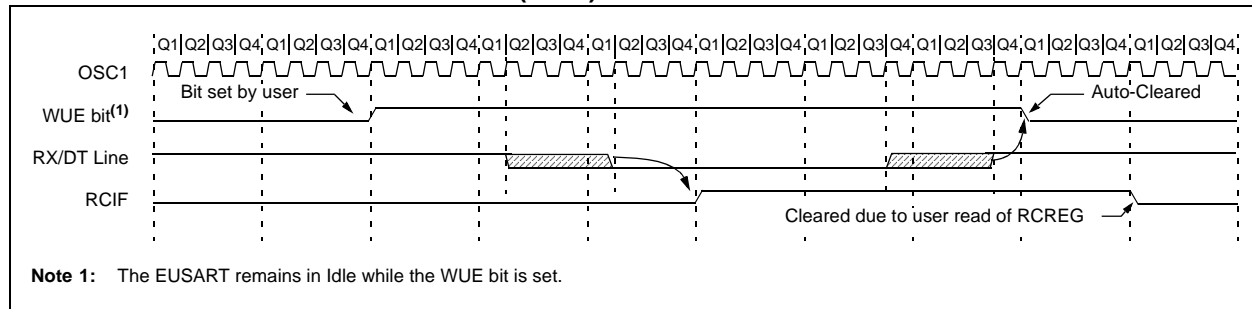 Q1 Q2 Q3 Q4 Q1 Q2 Q3 Q4 Q1 Q2 Q3 Q4 Q1 Q2 Q3 Q4 Q1 Q2 Q3 Q4 Q1 Q2 Q3 Q4 Q1 Q2 Q3 Q4 Q1 Q2 Q3 Q4 Q1 Q2 Q3 Q4 Q1 Q2 Q3 Q4
OSC1
Bit set by user
Auto-Cleared
WUE bit(1)
RX/DT Line
RCIF
Cleared due to user read of RCREG
Note 1: The EUSART remains in Idle while the WUE bit is set.